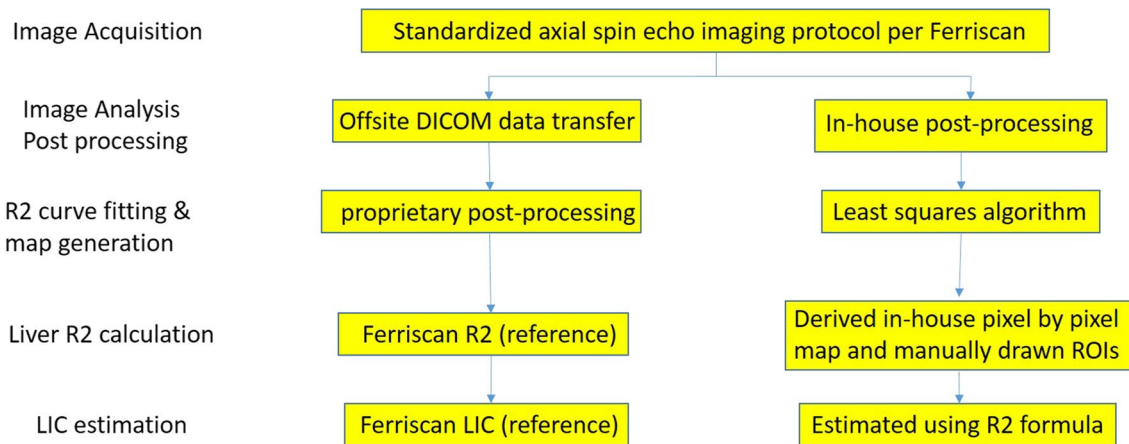 Image Acquisition
Standardized axial spin echo imaging protocol per Ferriscan
Image Analysis
Post processing
Offsite DICOM data transfer
In-house post-processing
R2 curve fitting &
map generation
proprietary post-processing
Least squares algorithm
Liver R2 calculation
Ferriscan R2 (reference)
Derived in-house pixel by pixel
map and manually drawn ROIs
LIC estimation
Ferriscan LIC (reference)
Estimated using R2 formula